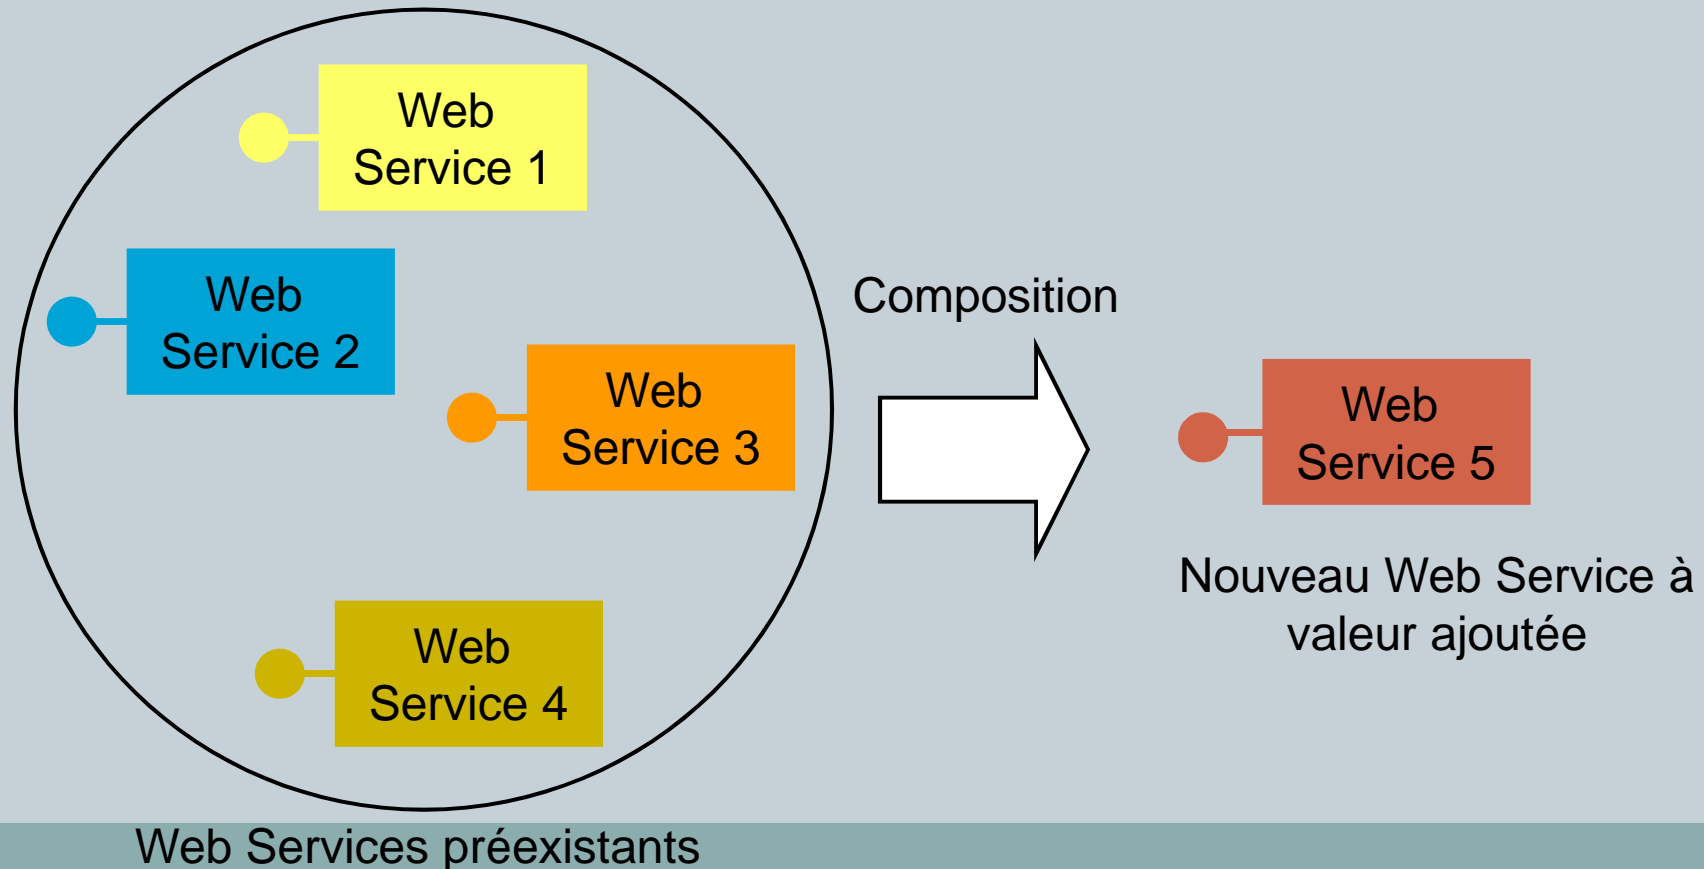 Web
Service 1
Web
Service 2
Web
Service 3
Web
Service 4
Web Services préexistants
Composition
Web
Service 5
Nouveau Web Service à
valeur ajoutée